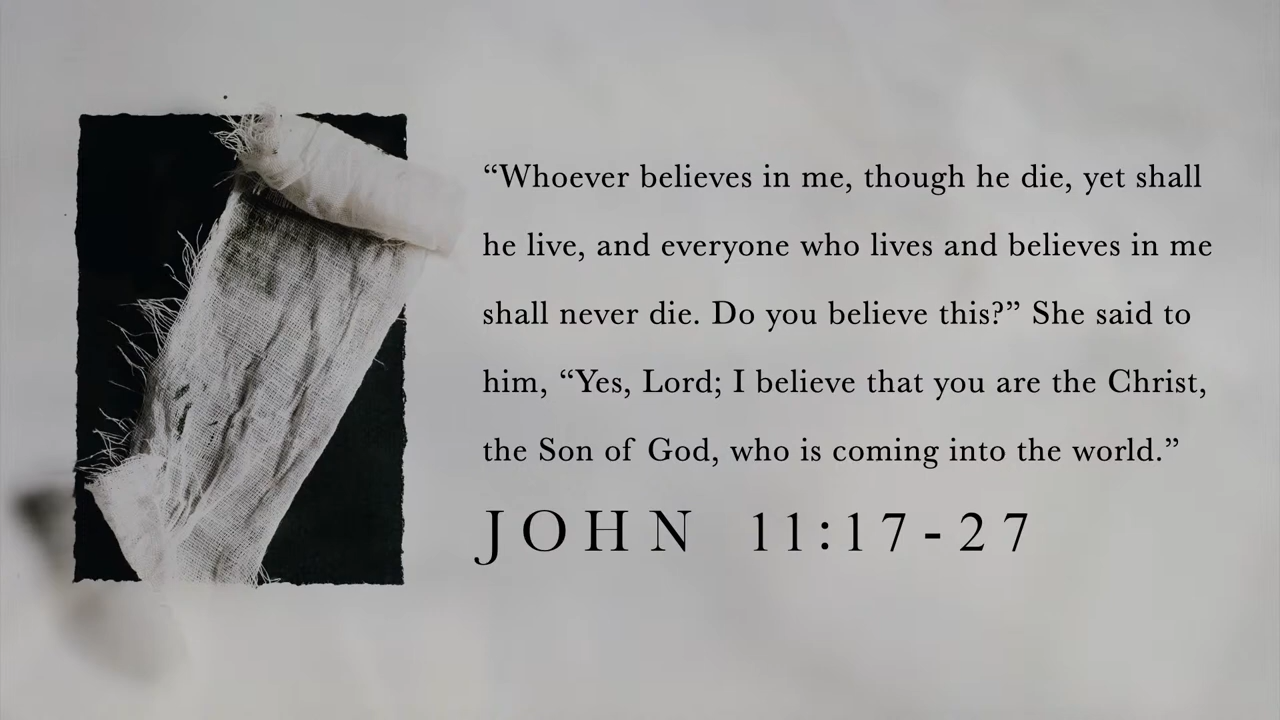 “Whoever believes in me, though he die, yet shall
he live, and everyone who lives and believes in me
shall never die. Do you believe this?” She said to
him, “Yes, Lord; I believe that you are the Christ,
the Son of God, who is coming into the world.”
JOHN 11:17-27